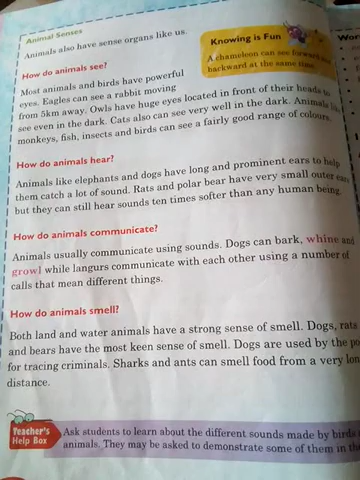 Animal Senses
Animals also have sense organs like us.
Knowing is Fun
A chameleon can see forward
backward at the same time.
How do animals see?
Most animals and birds have powerful
eyes. Eagles can see a rabbit moving
from 5km away. Owls have huge eyes located in front of their heads to
see even in the dark. Cats also can see very well in the dark. Animals like
monkeys, fish, insects and birds can see a fairly good range of colours.
How do animals hear?
Animals like elephants and dogs have long and prominent ears to help
them catch a lot of sound. Rats and polar bear have very small outer ears
but they can still hear sounds ten times softer than any human being.
How do animals communicate?
Animals usually communicate using sounds. Dogs can bark, whine and
growl while langurs communicate with each other using a number of
calls that mean different things.
How do animals smell?
Both land and water animals have a strong sense of smell. Dogs, rats
and bears have the most keen sense of smell. Dogs are used by the po
for tracing criminals. Sharks and ants can smell food from a very lon
distance.
Teacher's
Help Box
Ask students to learn about the different sounds made by birds
animals. They may be asked to demonstrate some of them in the
Wor